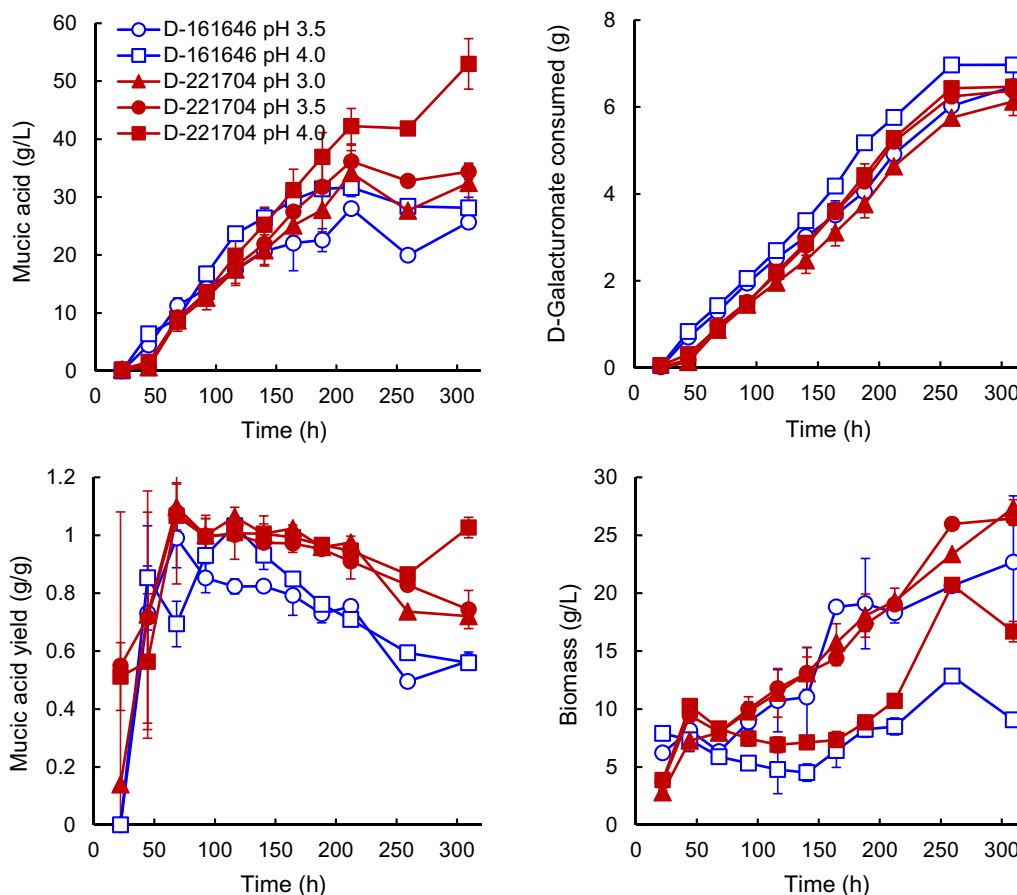 60
50
40
30
20
10
0
Mucic acid (g/L)
D-161646 pH 3.5
D-161646 pH 4.0
D-221704 pH 3.0
D-221704 pH 3.5
D-221704 pH 4.0
0 50 100 150 200 250 300
Time (h)
8
6
4
2
0
D-Galacturonate consumed (g)
0 50 100 150 200 250 300
Time (h)
1.2
1
0.8
0.6
0.4
0.2
0
Mucic acid yield (g/g)
0 50 100 150 200 250 300
Time (h)
30
25
20
15
10
5
0
Biomass (g/L)
0 50 100 150 200 250 300
Time (h)